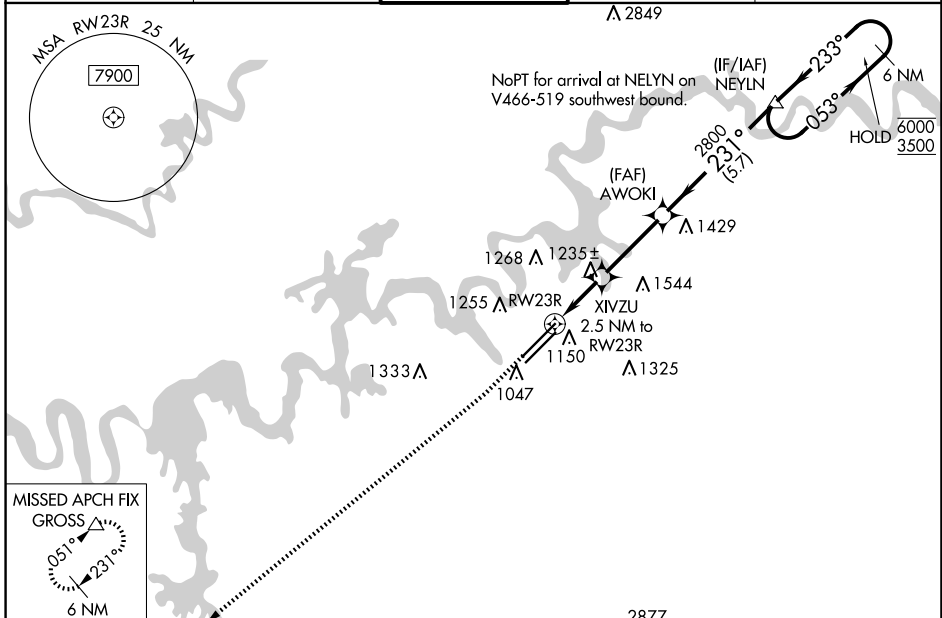 MSA RW23R 25 NM
7900
2849
NoPT for arrival at NELYN on
V466-519 southwest bound.
(IF/IAF)
NEYLN
233°
053°
6 NM
HOLD
6000
3500
2800
231°
(5.7)
(FAF)
AWOKI
1429
1268
1235±
1544
1255
RW23R
XIVZU
2.5 NM to
RW23R
1150
1333
1325
1047
MISSED APCH FIX
GROSS
051°
231°
6 NM
2877